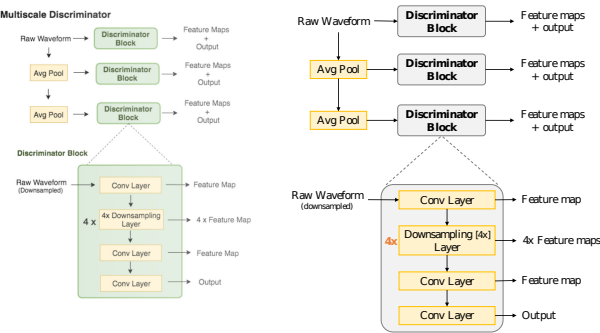 Multiscale Discriminator
Raw Waveform
Discriminator
Block
Feature Maps
+
Output
Avg Pool
Discriminator
Block
Feature Maps
+
Output
Avg Pool
Discriminator
Block
Feature Maps
+
Output
Discriminator Block
Raw Waveform
(Downsampled)
Conv Layer
Feature Map
4 x
4x Downsampling
Layer
4 x Feature Map
Conv Layer
Feature Map
Conv Layer
Output
Raw Waveform
Discriminator
Block
Feature maps
+ output
Avg Pool
Discriminator
Block
Feature maps
+ output
Avg Pool
Discriminator
Block
Feature maps
+ output
Raw Waveform
(downsampled)
Conv Layer
Feature map
4x
Downsampling [4x]
Layer
4x Feature maps
Conv Layer
Feature map
Conv Layer
Output